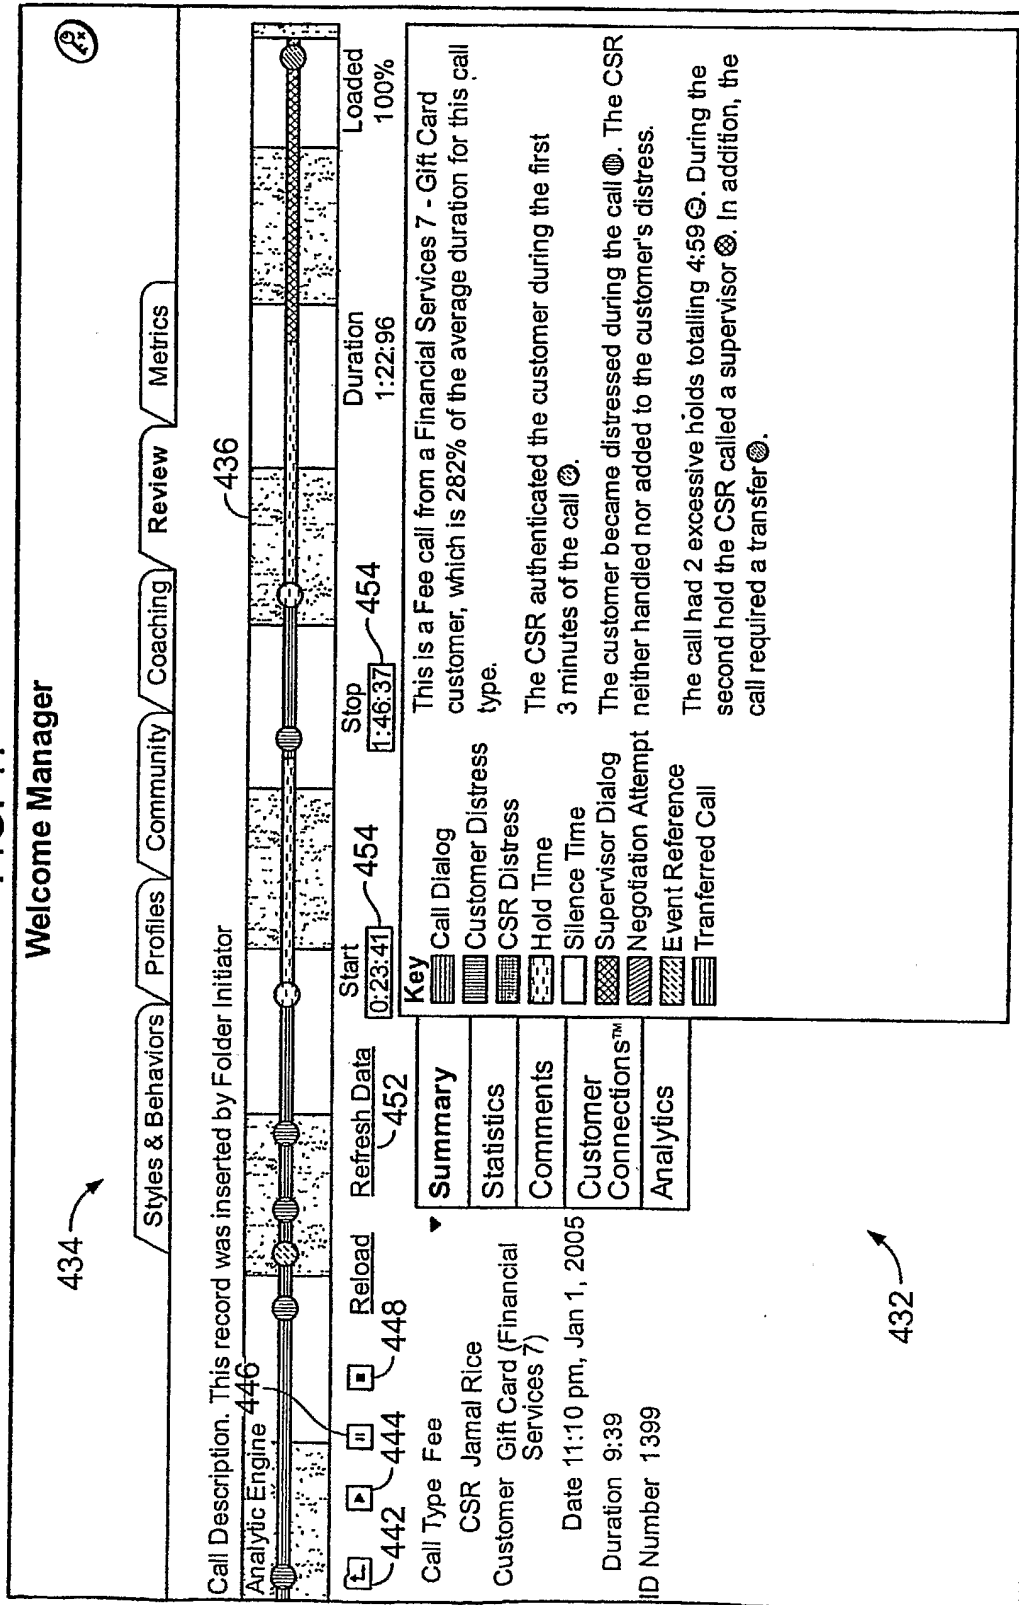 Welcome Manager
434
Styles & Behaviors
Profiles
Community
Coaching
Review
Metrics
Call Description. This record was inserted by Folder Initiator
446
436
Analytic Engine
442
444
448
Reload
Refresh Data
452
Start
0:23:41
454
Stop
1:46:37
454
Duration
1:22:96
Loaded
100%
Call Type Fee
CSR Jamal Rice
Customer Gift Card (Financial
Services 7)
Date 11:10 pm, Jan 1, 2005
Duration 9:39
ID Number 1399
Summary
Statistics
Comments
Customer
Connections™
Analytics
Key
Call Dialog
Customer Distress
CSR Distress
Hold Time
Silence Time
Supervisor Dialog
Negotiation Attempt
Event Reference
Tranferred Call
This is a Fee call from a Financial Services 7 - Gift Card
customer, which is 282% of the average duration for this call
type.
The CSR authenticated the customer during the first
3 minutes of the call.
The customer became distressed during the call. The CSR
neither handled nor added to the customer's distress.
The call had 2 excessive holds totalling 4:59. During the
second hold the CSR called a supervisor. In addition, the
call required a transfer.
432